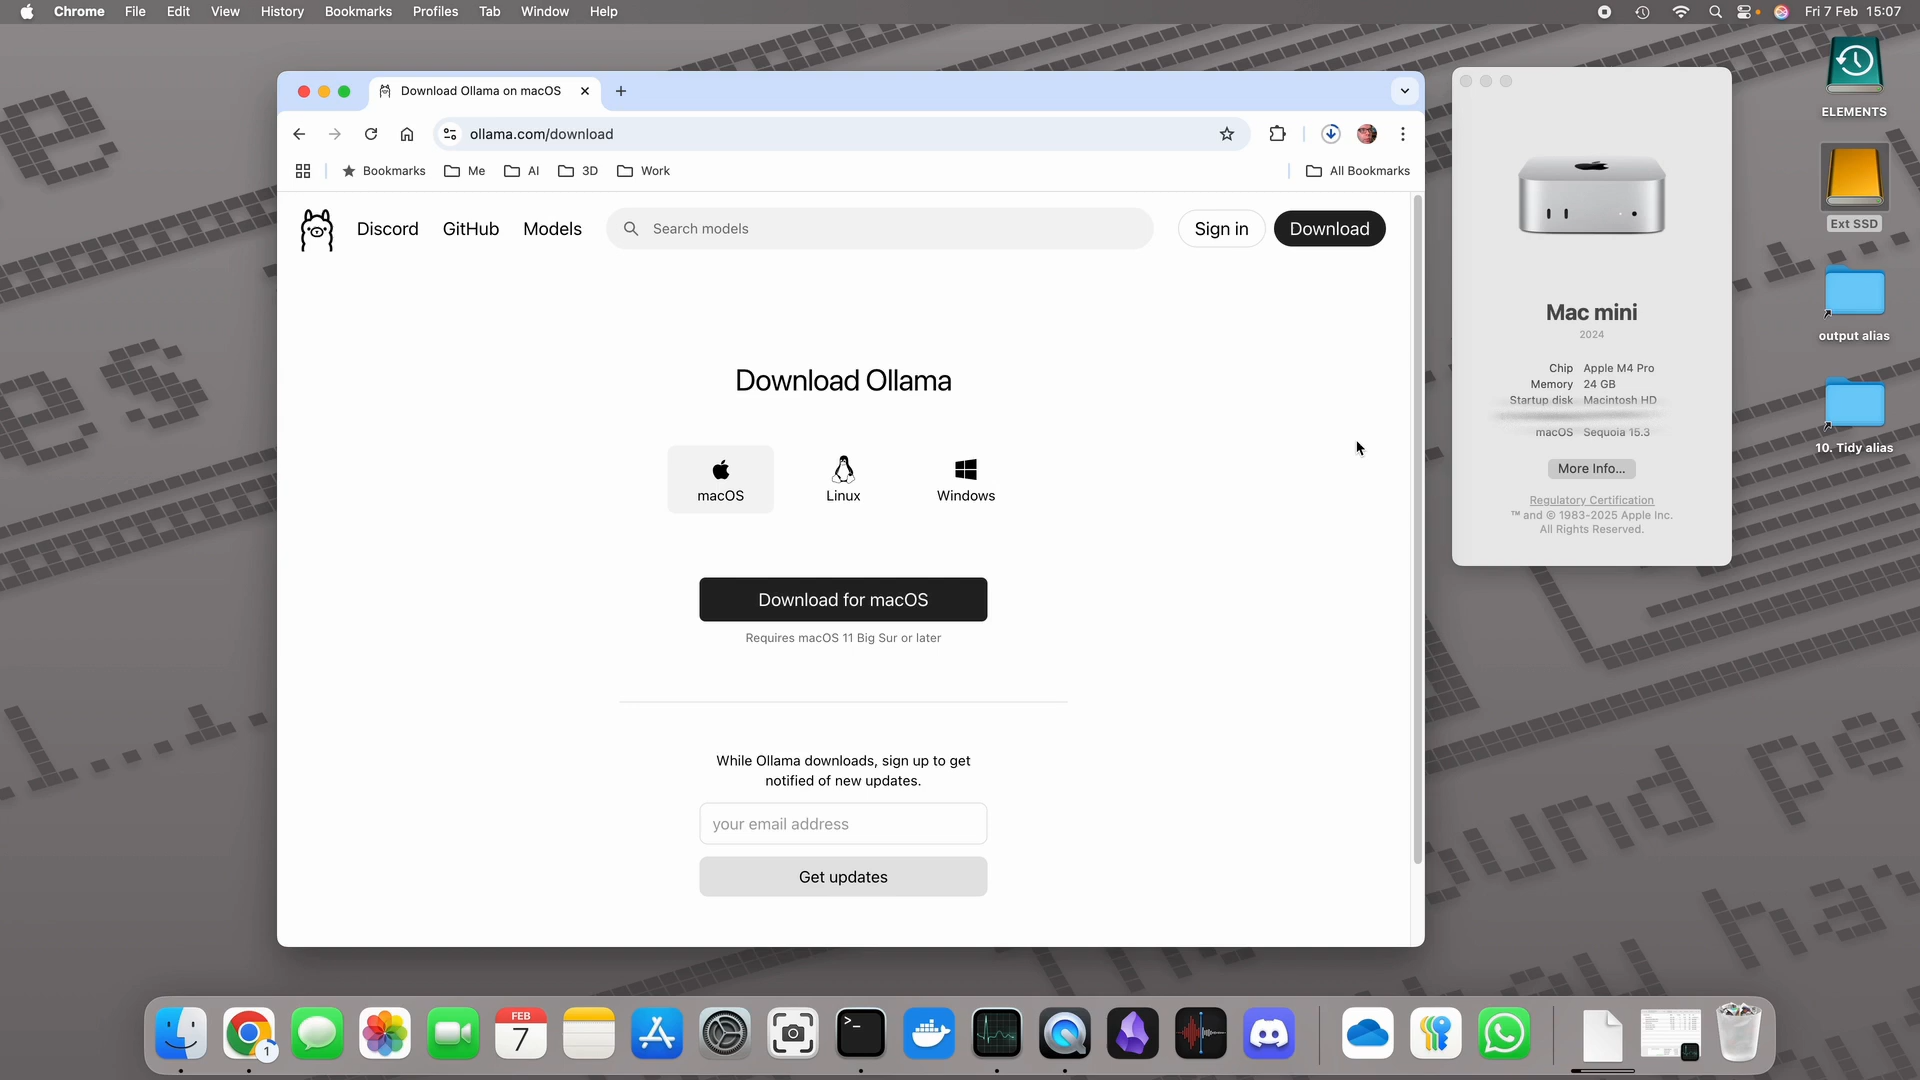 Chrome File Edit View History Bookmarks Profiles Tab Window Help
Fri 7 Feb 15:07
Download Ollama on macOS
ollama.com/download
Bookmarks Me AI 3D Work
All Bookmarks
Discord GitHub Models
Search models
Sign in
Download
Download Ollama
macOS
Linux
Windows
Download for macOS
Requires macOS 11 Big Sur or later
While Ollama downloads, sign up to get
notified of new updates.
your email address
Get updates
Mac mini
2024
Chip Apple M4 Pro
Memory 24 GB
Startup disk Macintosh HD
macOS Sequoia 15.3
More Info...
Regulatory Certification
™ and © 1983-2025 Apple Inc.
All Rights Reserved.
ELEMENTS
Ext SSD
output alias
10. Tidy alias
1
FEB
7
>_